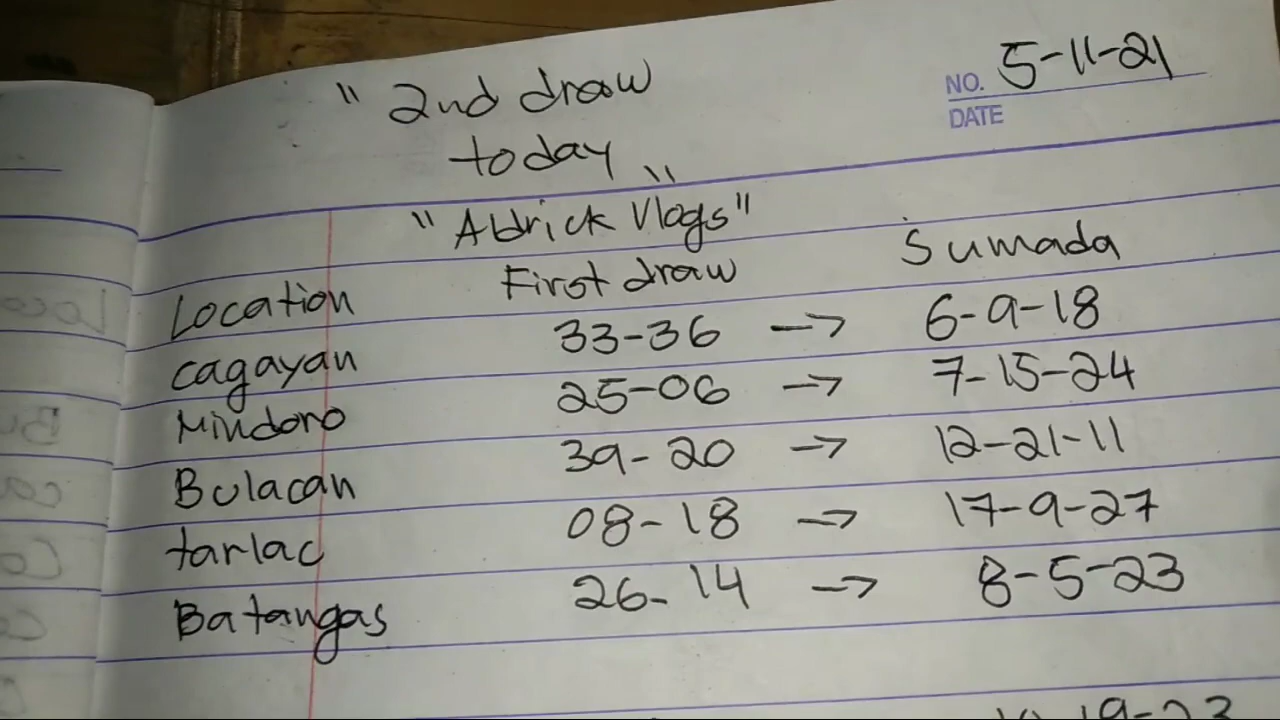 " 2nd draw
NO. 5-11-21
DATE
today "
"Aldrick Vlogs"
Location First draw Sumada
cagayan 33-36 --> 6-9-18
Mindoro 25-06 --> 7-15-24
Bulacan 39-20 --> 12-21-11
tarlac 08-18 --> 17-9-27
Batangas 26-14 --> 8-5-23
19-23